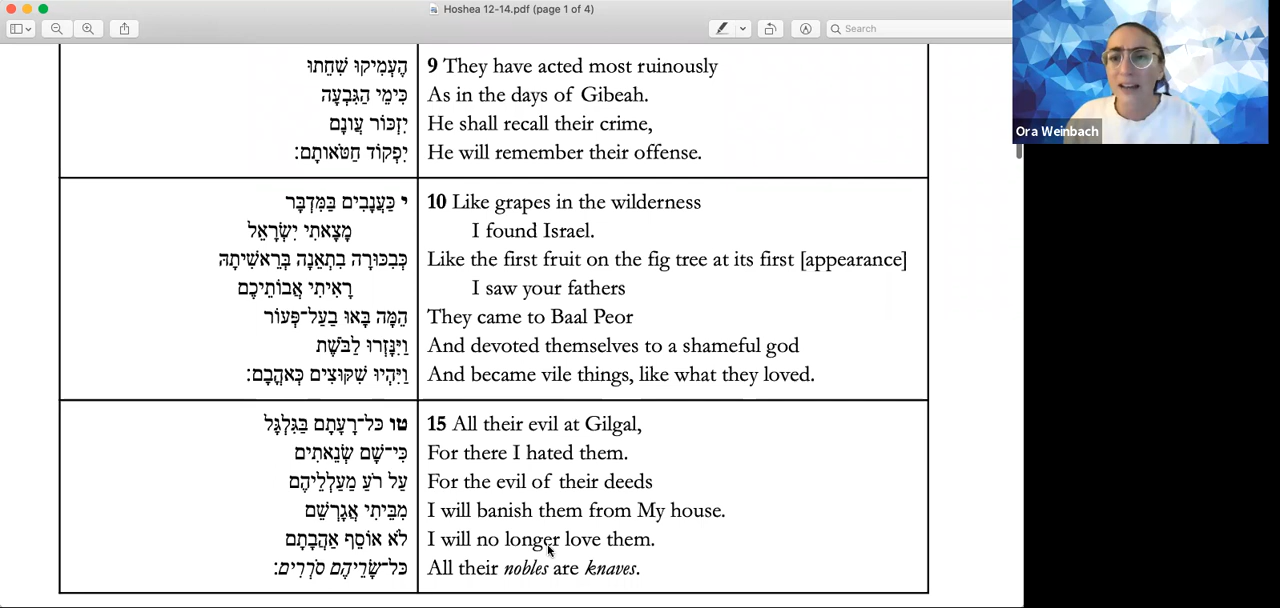 Hoshea 12-14.pdf (page 1 of 4)
Search
Ora Weinbach
הֶעְמִיקוּ שִׁחֵתוּ
כִּימֵי הַגִּבְעָה
יִזְכּוֹר עֲוֺנָם
יִפְקוֹד חַטֹּאותָם׃
9 They have acted most ruinously
As in the days of Gibeah.
He shall recall their crime,
He will remember their offense.
י כַּעֲנָבִים בַּמִּדְבָּר
מָצָאתִי יִשְׂרָאֵל
כְּבִכּוּרָה בִתְאֵנָה בְּרֵאשִׁיתָהּ
רָאִיתִי אֲבוֹתֵיכֶם
הֵמָּה בָּאוּ בַעַל־פְּעוֹר
וַיִּנָּזְרוּ לַבֹּשֶׁת
וַיִּהְיוּ שִׁקּוּצִים כְּאׇהֳבָם׃
10 Like grapes in the wilderness
I found Israel.
Like the first fruit on the fig tree at its first [appearance]
I saw your fathers
They came to Baal Peor
And devoted themselves to a shameful god
And became vile things, like what they loved.
טו כׇּל־רָעָתָם בַּגִּלְגָּל
כִּי־שָׁם שְׂנֵאתִים
עַל רֹעַ מַעַלְלֵיהֶם
מִבֵּיתִי אֲגָרְשֵׁם
לֹא אוֹסֵף אַהֲבָתָם
כׇּל־שָׂרֵיהֶם סֹרְרִים׃
15 All their evil at Gilgal,
For there I hated them.
For the evil of their deeds
I will banish them from My house.
I will no longer love them.
All their nobles are knaves.